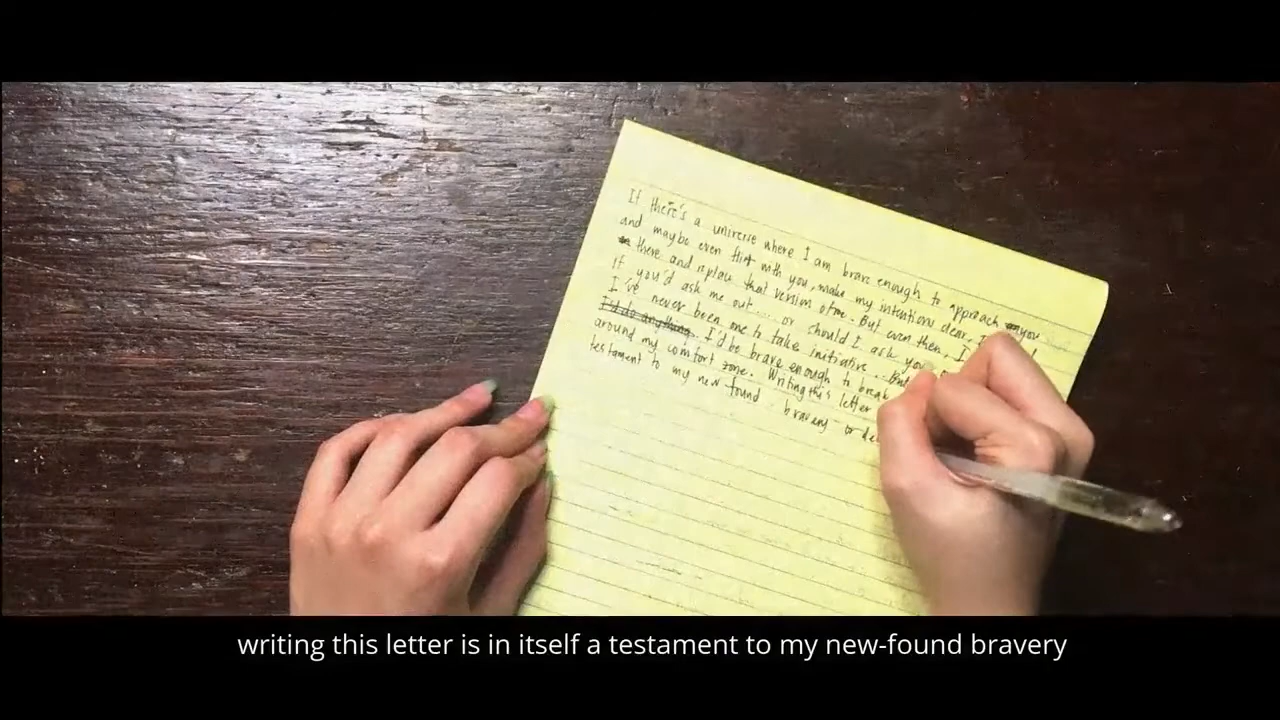 If there's a universe where I am brave enough to approach you
and maybe even flirt with you, make my intentions clear, I
there and replace that version of me. But even then, I
If you'd ask me out.... or should I ask you
I've never been one to take initiative... But
I'd do anything. I'd be brave enough to break
around my comfort zone. Writing this letter
testament to my new found bravery to
writing this letter is in itself a testament to my new-found bravery